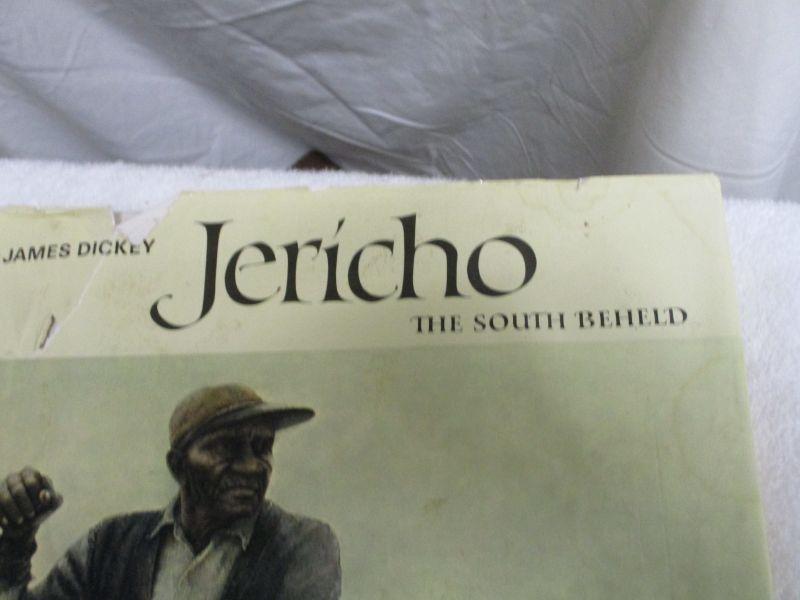 JAMES DICKEY
Jericho
THE SOUTH BEHELD